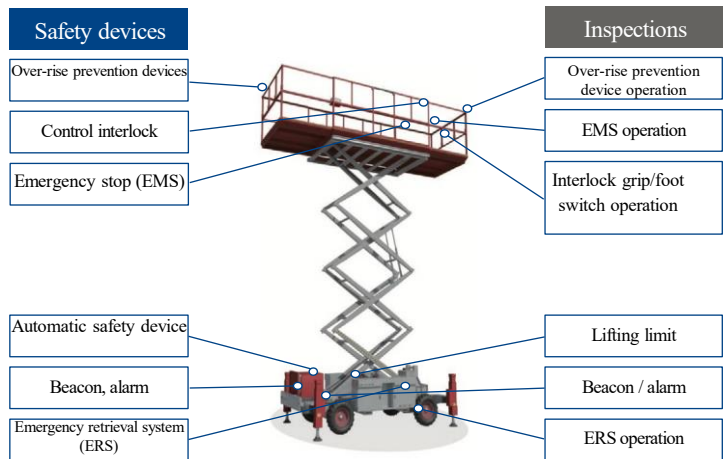 Safety devices
Over-rise prevention devices
Control interlock
Emergency stop (EMS)
Automatic safety device
Beacon, alarm
Emergency retrieval system
(ERS)
Inspections
Over-rise prevention
device operation
EMS operation
Interlock grip/foot
switch operation
Lifting limit
Beacon / alarm
ERS operation